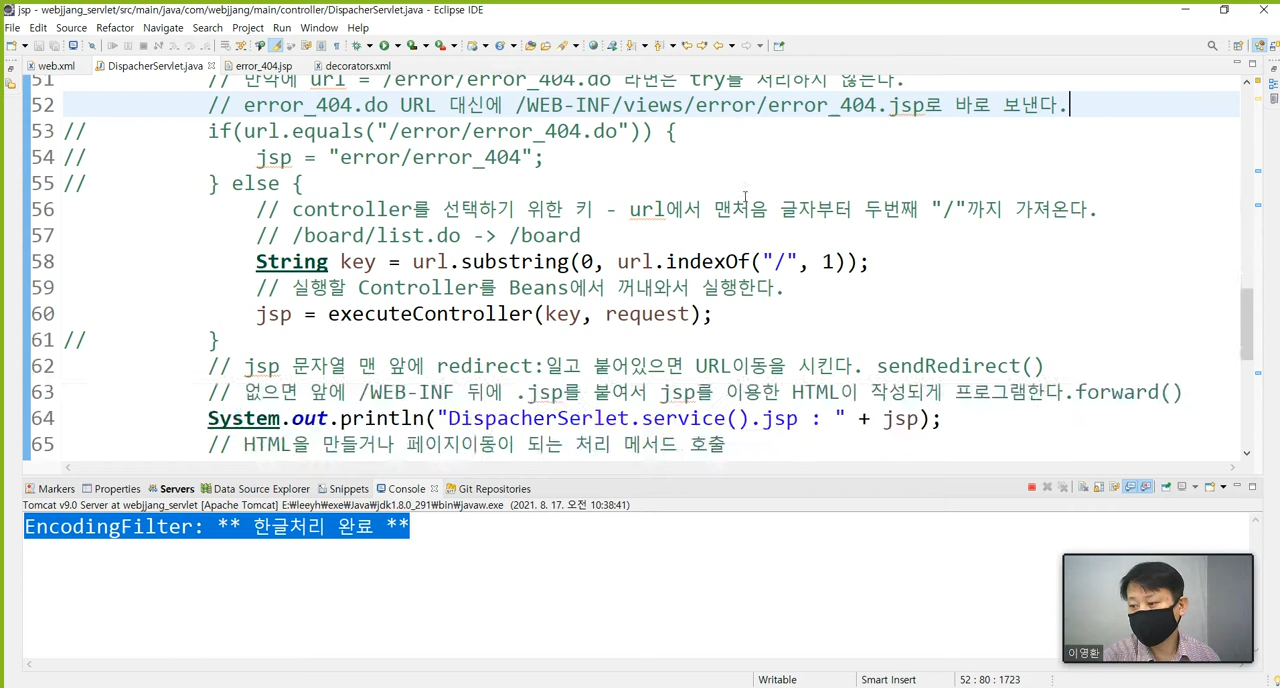 jsp - webjjang_servlet/src/main/java/com/webjjang/main/controller/DispacherServlet.java - Eclipse IDE
File Edit Source Refactor Navigate Search Project Run Window Help
web.xml DispacherServlet.java error_404.jsp decorators.xml
51 // 만약에 url = /error/error_404.do 라면은 try를 처리하지 않는다.
52 // error_404.do URL 대신에 /WEB-INF/views/error/error_404.jsp로 바로 보낸다.
53 // if(url.equals("/error/error_404.do")) {
54 // jsp = "error/error_404";
55 // } else {
56 // controller를 선택하기 위한 키 - url에서 맨처음 글자부터 두번째 "/"까지 가져온다.
57 // /board/list.do -> /board
58 String key = url.substring(0, url.indexOf("/", 1));
59 // 실행할 Controller를 Beans에서 꺼내와서 실행한다.
60 jsp = executeController(key, request);
61 // }
62 // jsp 문자열 맨 앞에 redirect:일고 붙어있으면 URL이동을 시킨다. sendRedirect()
63 // 없으면 앞에 /WEB-INF 뒤에 .jsp를 붙여서 jsp를 이용한 HTML이 작성되게 프로그램한다.forward()
64 System.out.println("DispacherSerlet.service().jsp : " + jsp);
65 // HTML을 만들거나 페이지이동이 되는 처리 메서드 호출
Markers Properties Servers Data Source Explorer Snippets Console Git Repositories
Tomcat v9.0 Server at webjjang_servlet [Apache Tomcat] E:₩leeyh₩exe₩Java₩jdk1.8.0_291₩bin₩javaw.exe (2021. 8. 17. 오전 10:38:41)
EncodingFilter: ** 한글처리 완료 **
이영환
Writable Smart Insert 52 : 80 : 1723